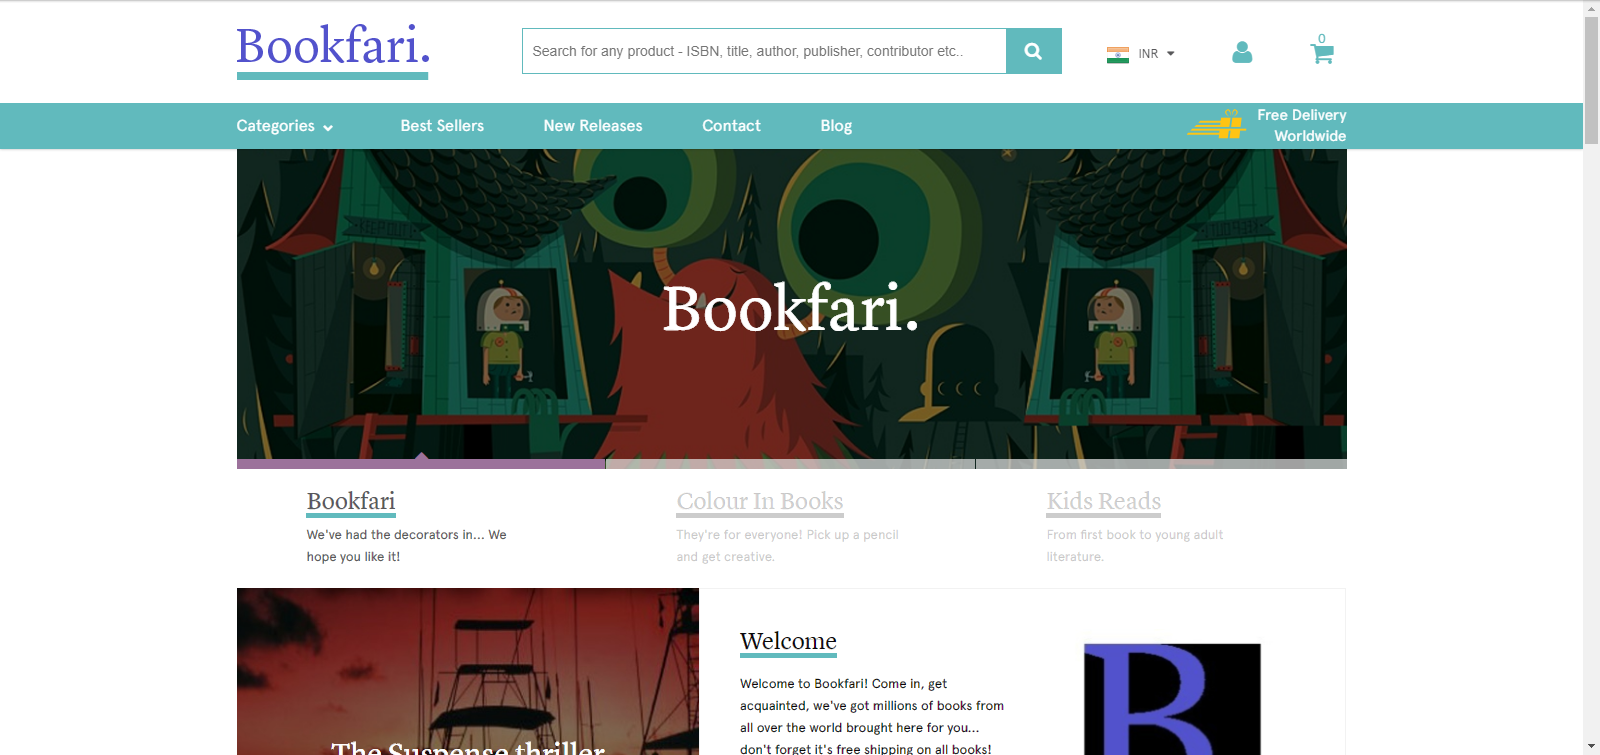 Bookfari.
Search for any product - ISBN, title, author, publisher, contributor etc..
INR
0
Categories
Best Sellers
New Releases
Contact
Blog
Free Delivery
Worldwide
Bookfari.
Bookfari
We've had the decorators in... We
hope you like it!
Colour In Books
They're for everyone! Pick up a pencil
and get creative.
Kids Reads
From first book to young adult
literature.
The Suspense thriller
Welcome
Welcome to Bookfari! Come in, get
acquainted, we've got millions of books from
all over the world brought here for you...
don't forget it's free shipping on all books!
B